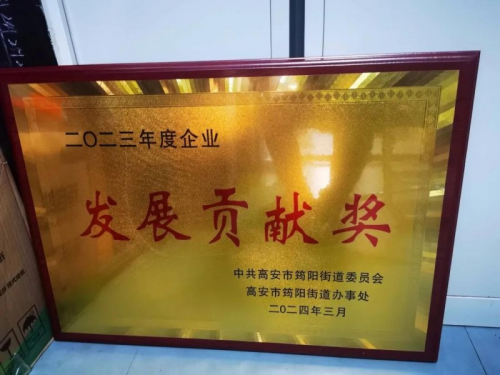 二〇二三年度企业
发展贡献奖
中共高安市筠阳街道委员会
高安市筠阳街道办事处
二〇二四年三月